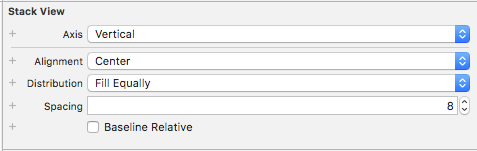 Stack View
+ Axis Vertical
+ Alignment Center
+ Distribution Fill Equally
+ Spacing 8
+ Baseline Relative